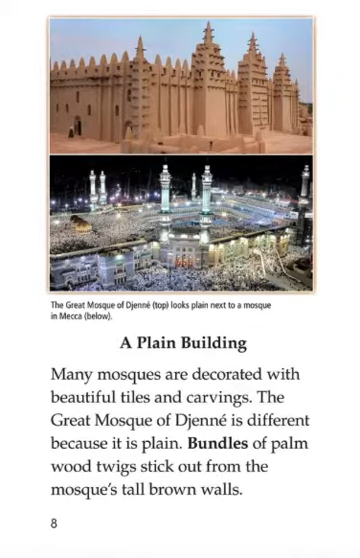 The Great Mosque of Djenné (top) looks plain next to a mosque
in Mecca (below).
A Plain Building
Many mosques are decorated with
beautiful tiles and carvings. The
Great Mosque of Djenné is different
because it is plain. Bundles of palm
wood twigs stick out from the
mosque's tall brown walls.
8